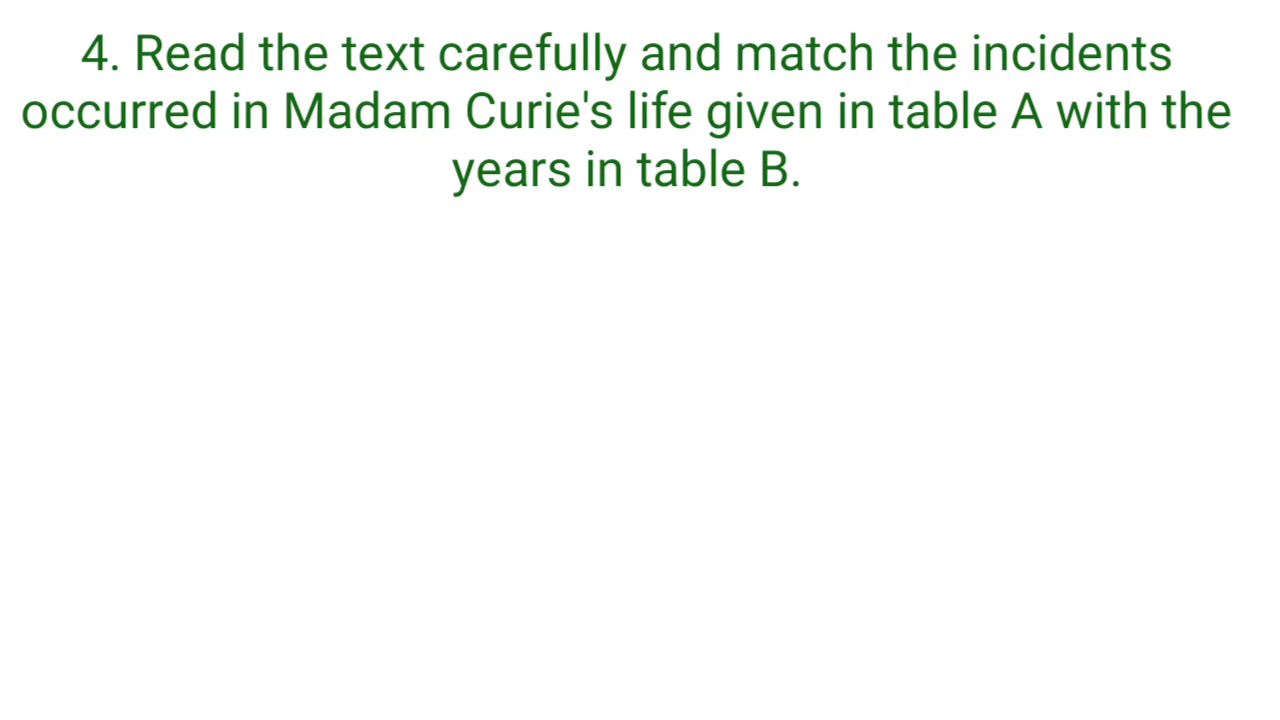 4. Read the text carefully and match the incidents
occurred in Madam Curie's life given in table A with the
years in table B.